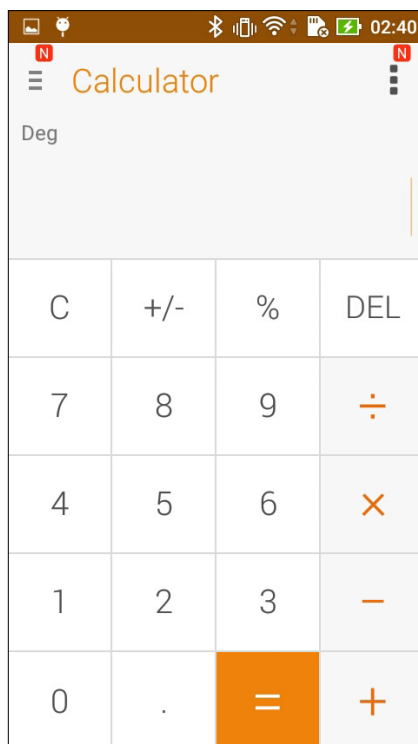 02:40
N N
Calculator
Deg
C +/- % DEL
7 8 9 ÷
4 5 6 ×
1 2 3 −
0 . = +